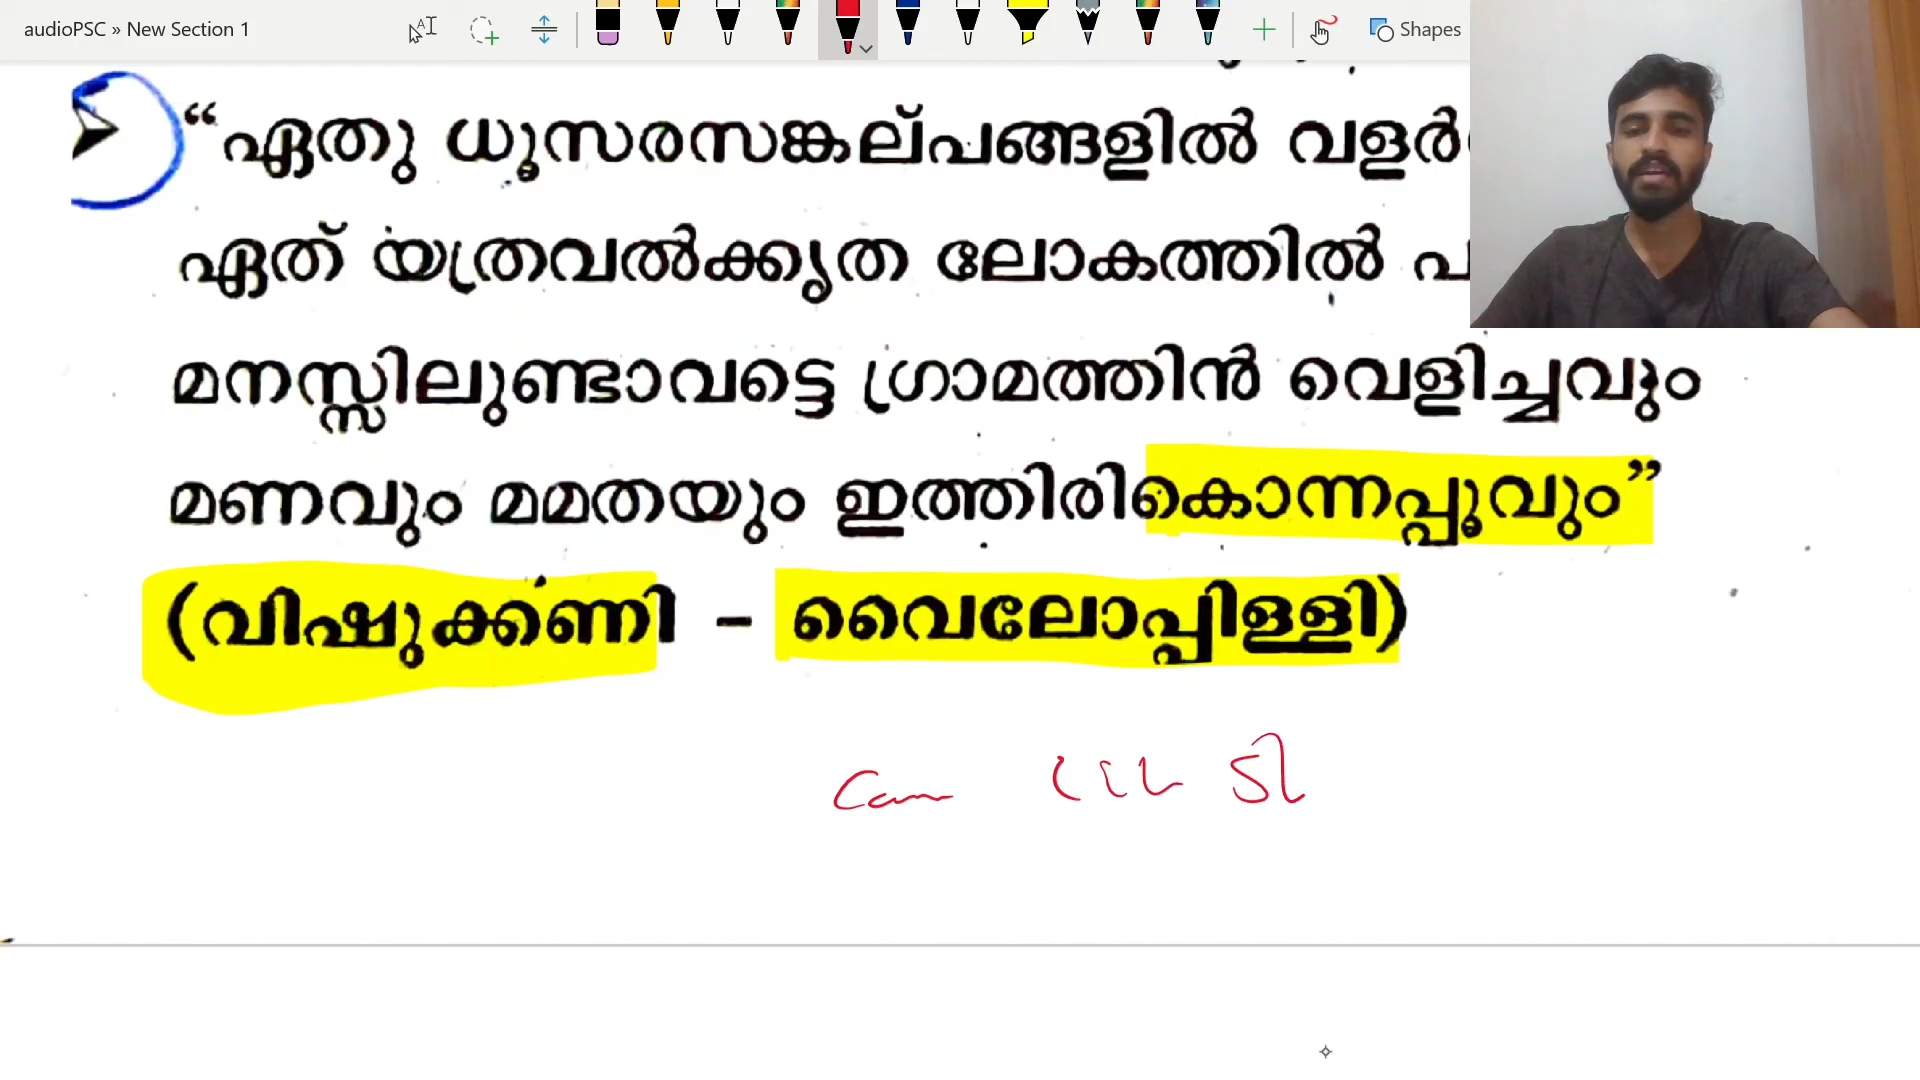 audioPSC » New Section 1
Shapes
“ഏതു ധൂസരസങ്കല്പങ്ങളിൽ
ഏത് യന്ത്രവൽക്കൃത ലോകത്തിൽ
മനസ്സിലുണ്ടാവട്ടെ ഗ്രാമത്തിൻ വെളിച്ചവും
മണവും മമതയും ഇത്തിരികൊന്നപ്പൂവും”
(വിഷുക്കണി – വൈലോപ്പിള്ളി)